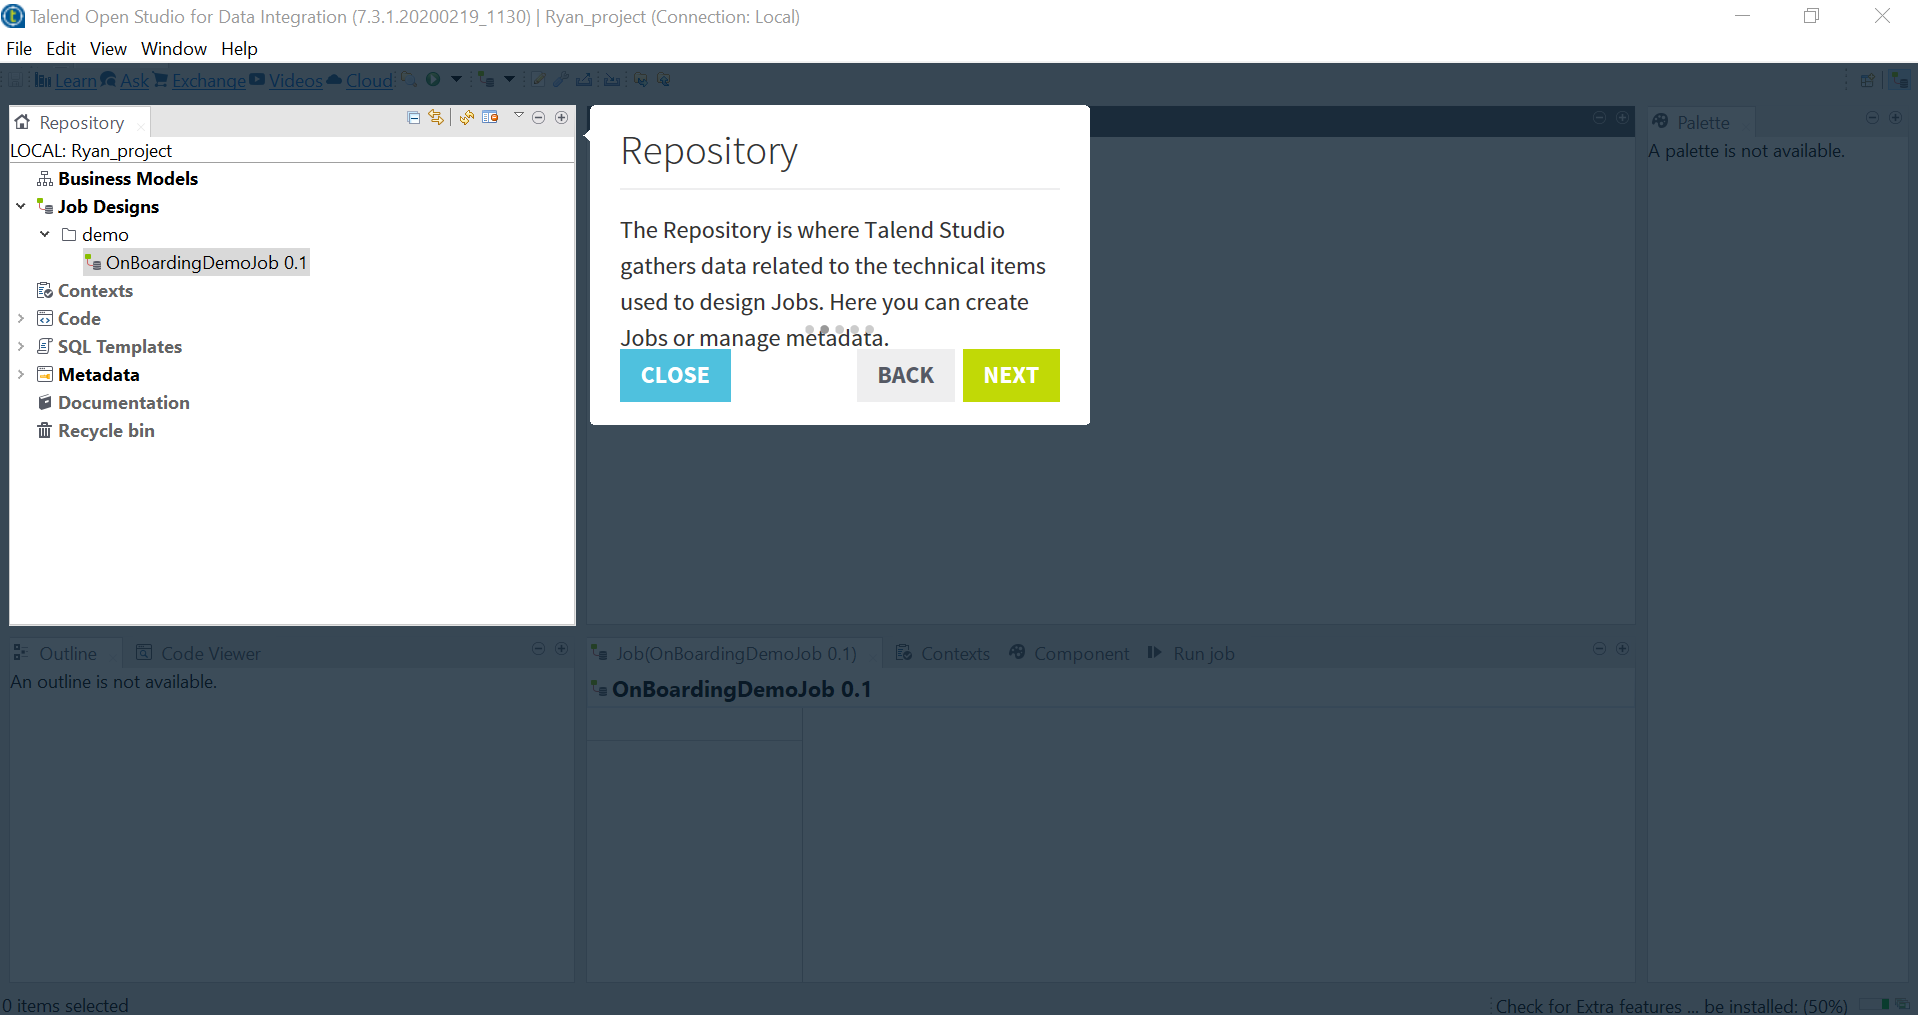 Talend Open Studio for Data Integration (7.3.1.20200219_1130) | Ryan_project (Connection: Local)
File Edit View Window Help
Learn Ask Exchange Videos Cloud
Repository
LOCAL: Ryan_project
Business Models
Job Designs
demo
OnBoardingDemoJob 0.1
Contexts
Code
SQL Templates
Metadata
Documentation
Recycle bin
Repository
The Repository is where Talend Studio
gathers data related to the technical items
used to design Jobs. Here you can create
Jobs or manage metadata.
CLOSE BACK NEXT
Palette
A palette is not available.
Outline Code Viewer
An outline is not available.
Job(OnBoardingDemoJob 0.1) Contexts Component Run job
OnBoardingDemoJob 0.1
0 items selected
Check for Extra features ... be installed: (50%)